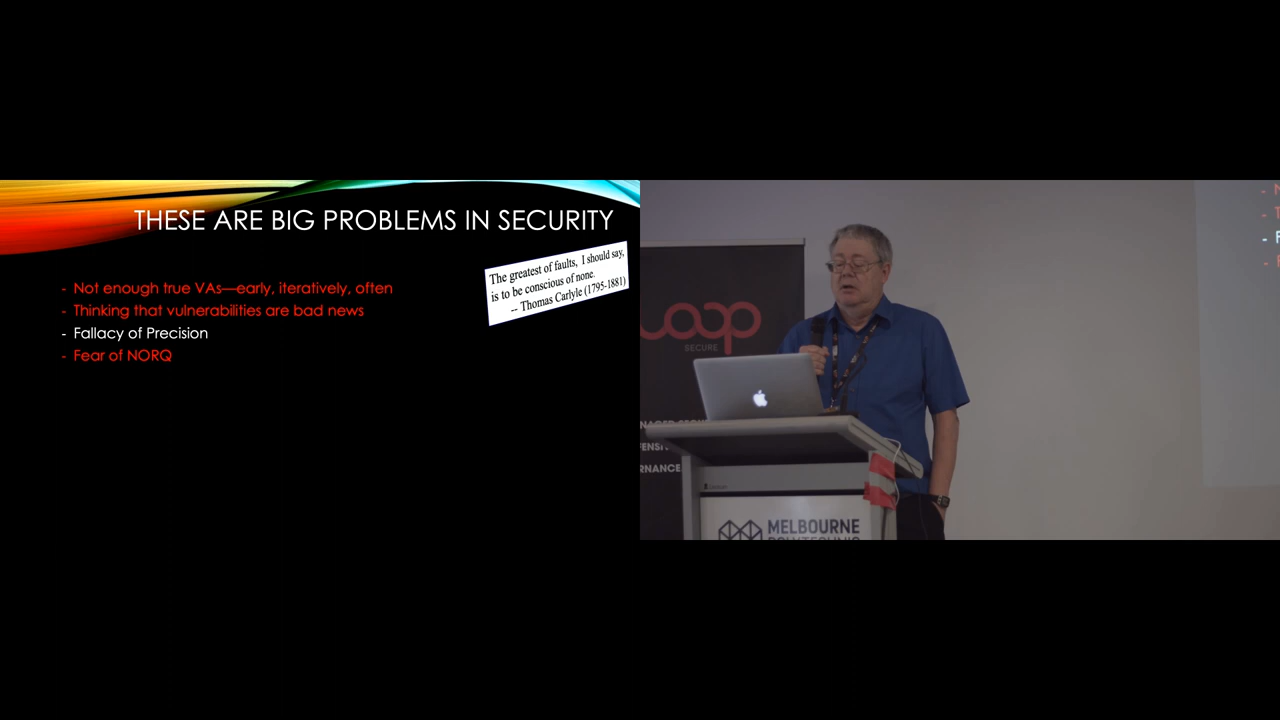 THESE ARE BIG PROBLEMS IN SECURITY
The greatest of faults, I should say,
is to be conscious of none.
-- Thomas Carlyle (1795-1881)
- Not enough true VAs—early, iteratively, often
- Thinking that vulnerabilities are bad news
- Fallacy of Precision
- Fear of NORQ
loop
SECURE
MELBOURNE